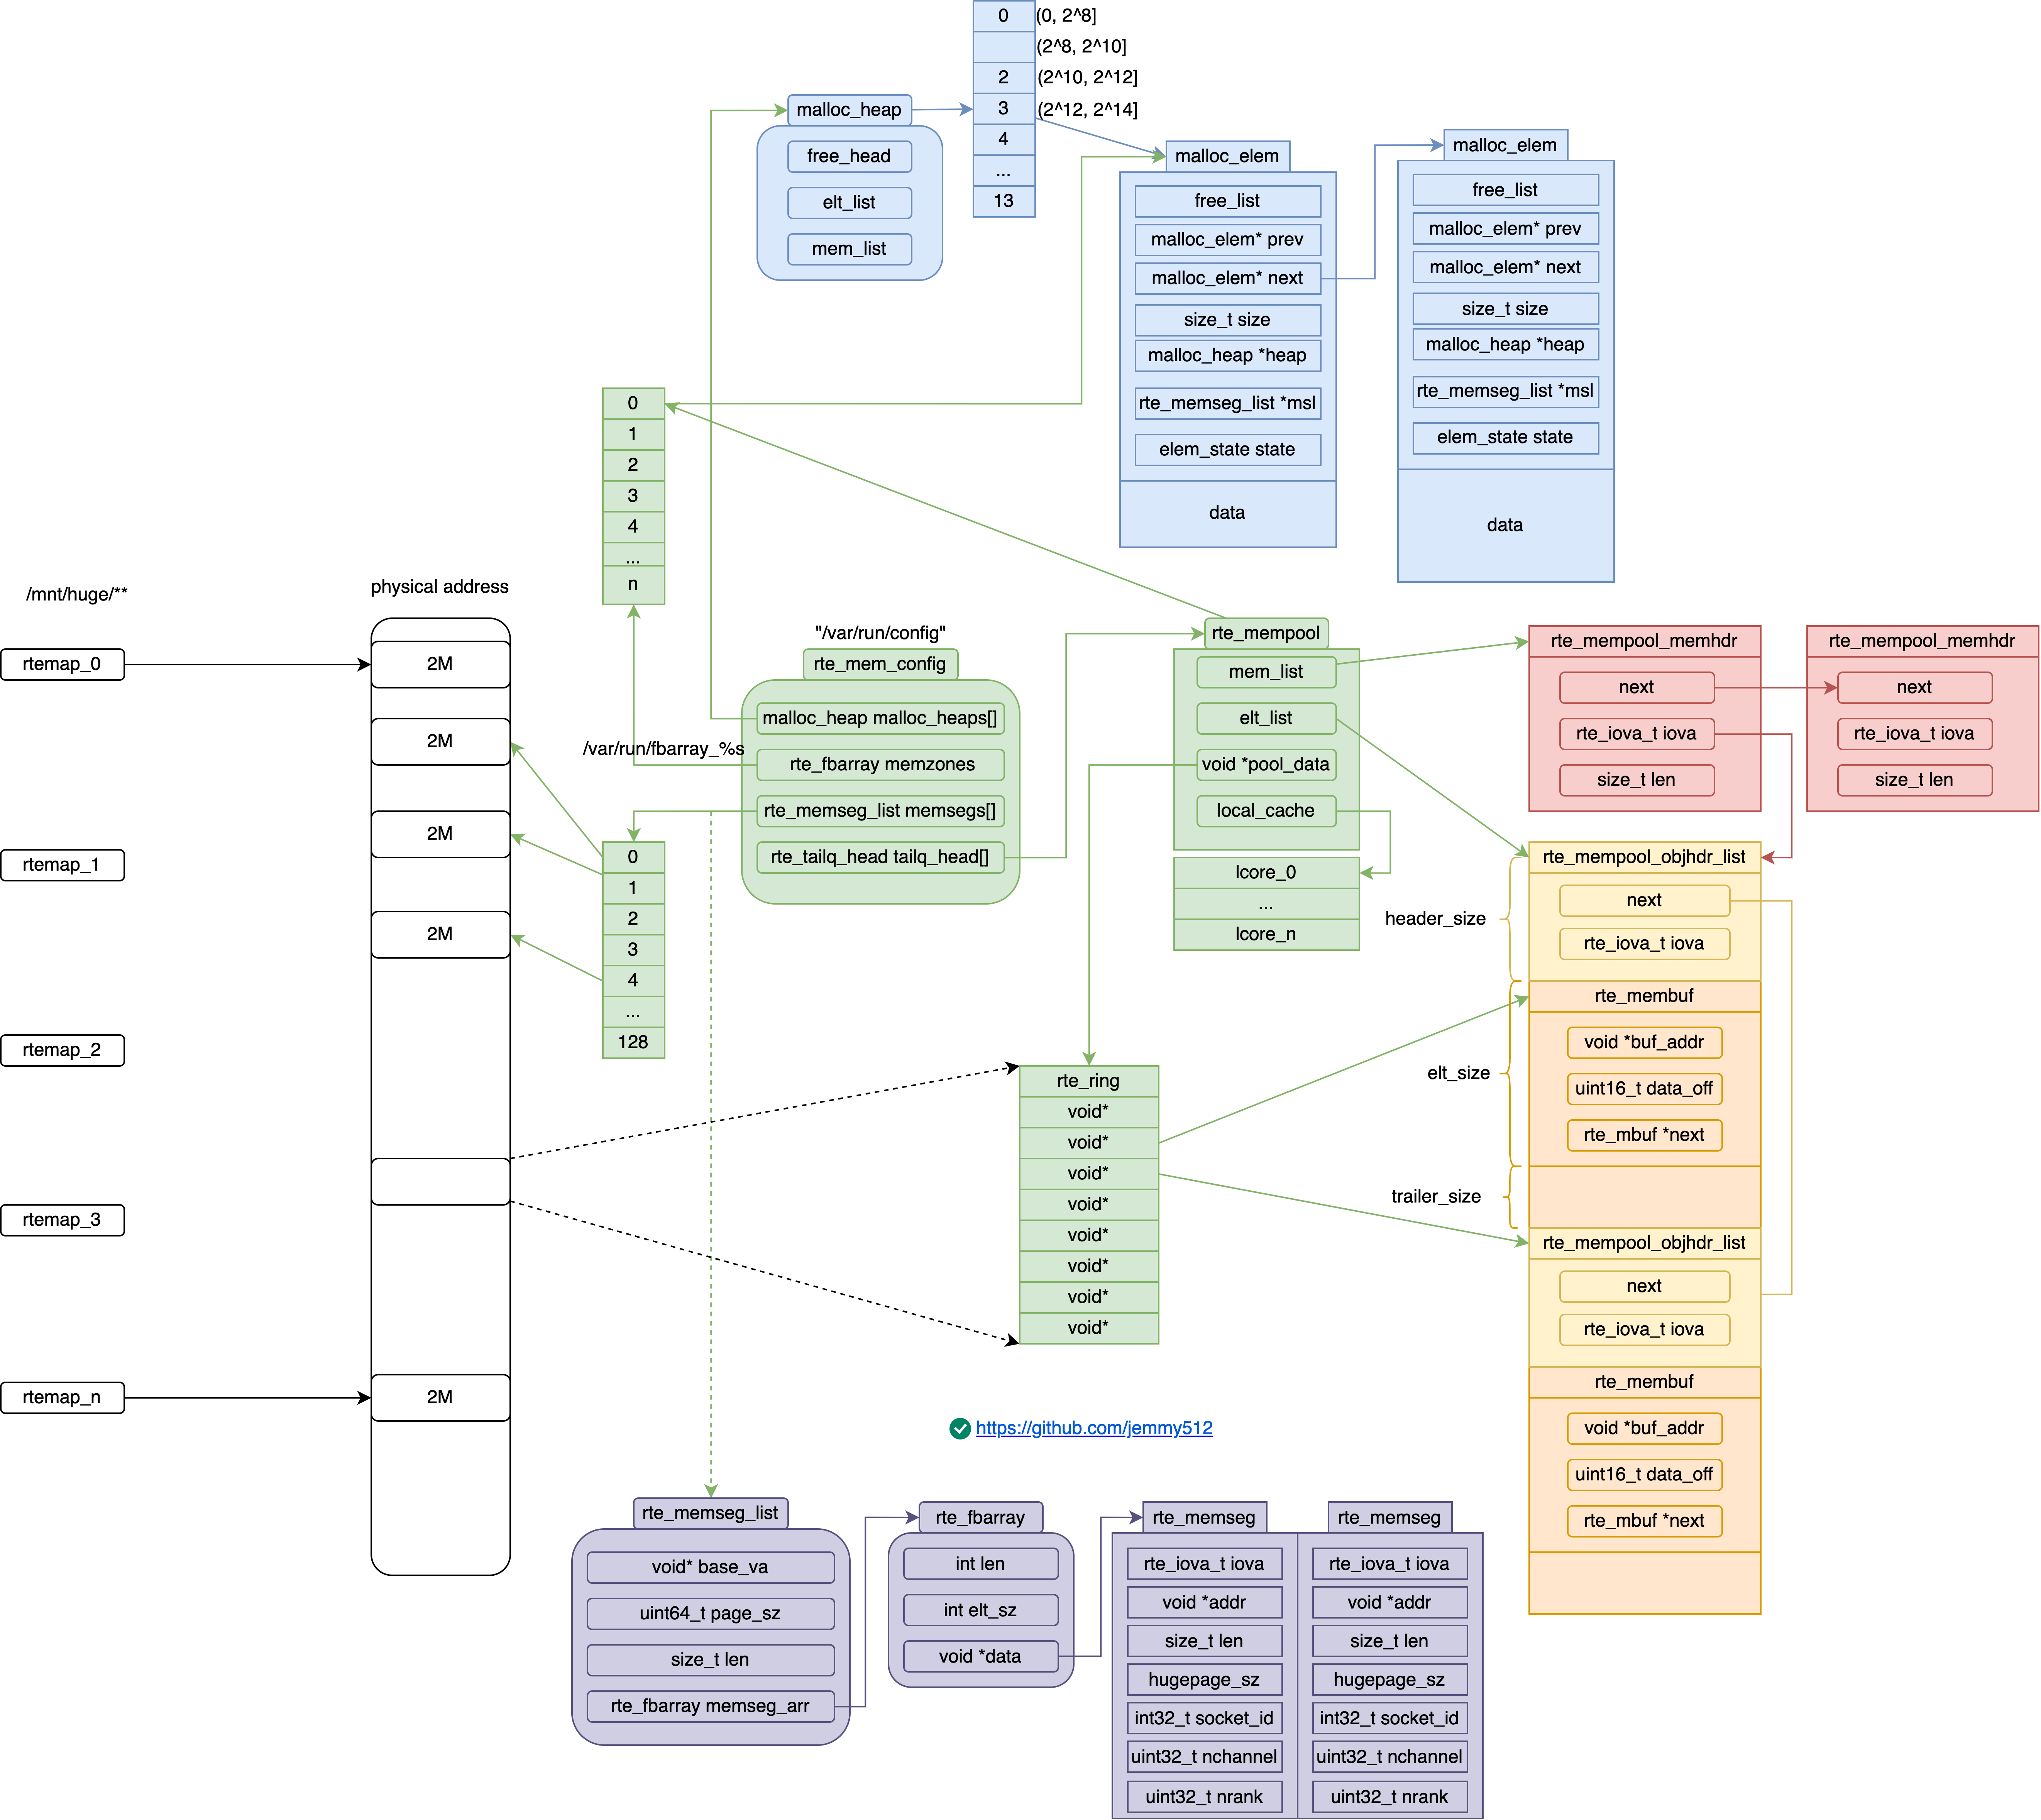 0
(0, 2^8]
(2^8, 2^10]
2
(2^10, 2^12]
3
(2^12, 2^14]
4
...
13
malloc_heap
free_head
elt_list
mem_list
malloc_elem
free_list
malloc_elem* prev
malloc_elem* next
size_t size
malloc_heap *heap
rte_memseg_list *msl
elem_state state
data
malloc_elem
free_list
malloc_elem* prev
malloc_elem* next
size_t size
malloc_heap *heap
rte_memseg_list *msl
elem_state state
data
0
1
2
3
4
...
n
/mnt/huge/**
rtemap_0
rtemap_1
rtemap_2
rtemap_3
rtemap_n
physical address
2M
2M
2M
2M
2M
"/var/run/config"
rte_mem_config
malloc_heap malloc_heaps[]
rte_fbarray memzones
rte_memseg_list memsegs[]
rte_tailq_head tailq_head[]
/var/run/fbarray_%s
0
1
2
3
4
...
128
rte_mempool
mem_list
elt_list
void *pool_data
local_cache
lcore_0
...
lcore_n
rte_mempool_memhdr
next
rte_iova_t iova
size_t len
rte_mempool_memhdr
next
rte_iova_t iova
size_t len
header_size
elt_size
trailer_size
rte_mempool_objhdr_list
next
rte_iova_t iova
rte_membuf
void *buf_addr
uint16_t data_off
rte_mbuf *next
rte_mempool_objhdr_list
next
rte_iova_t iova
rte_membuf
void *buf_addr
uint16_t data_off
rte_mbuf *next
rte_ring
void*
void*
void*
void*
void*
void*
void*
void*
https://github.com/jemmy512
rte_memseg_list
void* base_va
uint64_t page_sz
size_t len
rte_fbarray memseg_arr
rte_fbarray
int len
int elt_sz
void *data
rte_memseg
rte_iova_t iova
void *addr
size_t len
hugepage_sz
int32_t socket_id
uint32_t nchannel
uint32_t nrank
rte_memseg
rte_iova_t iova
void *addr
size_t len
hugepage_sz
int32_t socket_id
uint32_t nchannel
uint32_t nrank